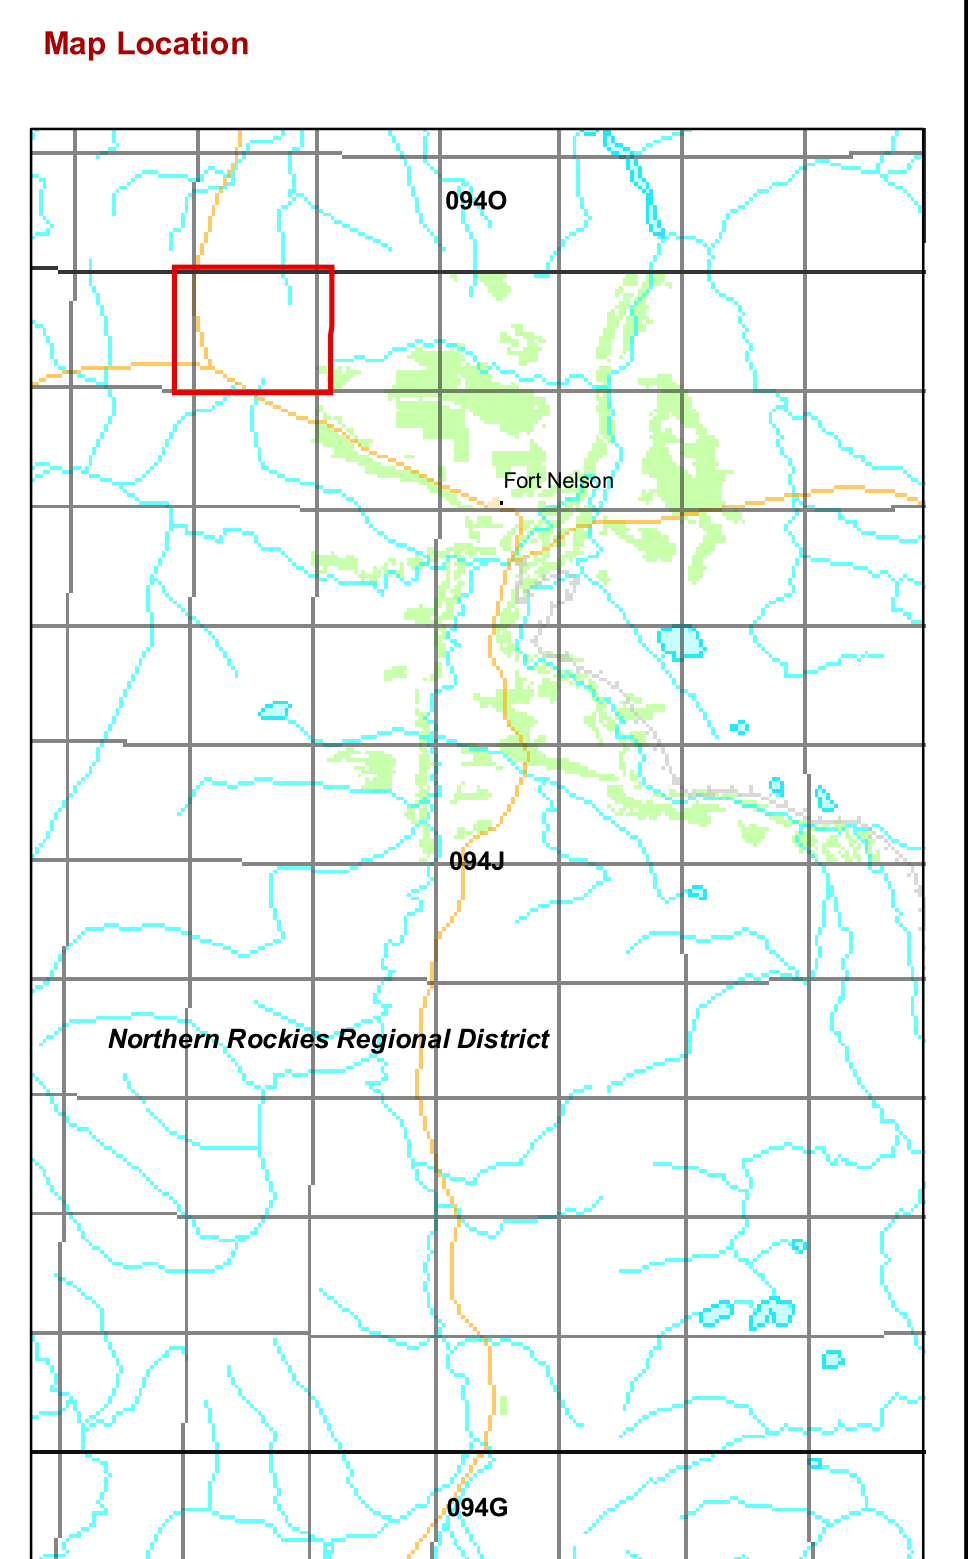 Map Location
094O
Fort Nelson
094J
Northern Rockies Regional District
094G